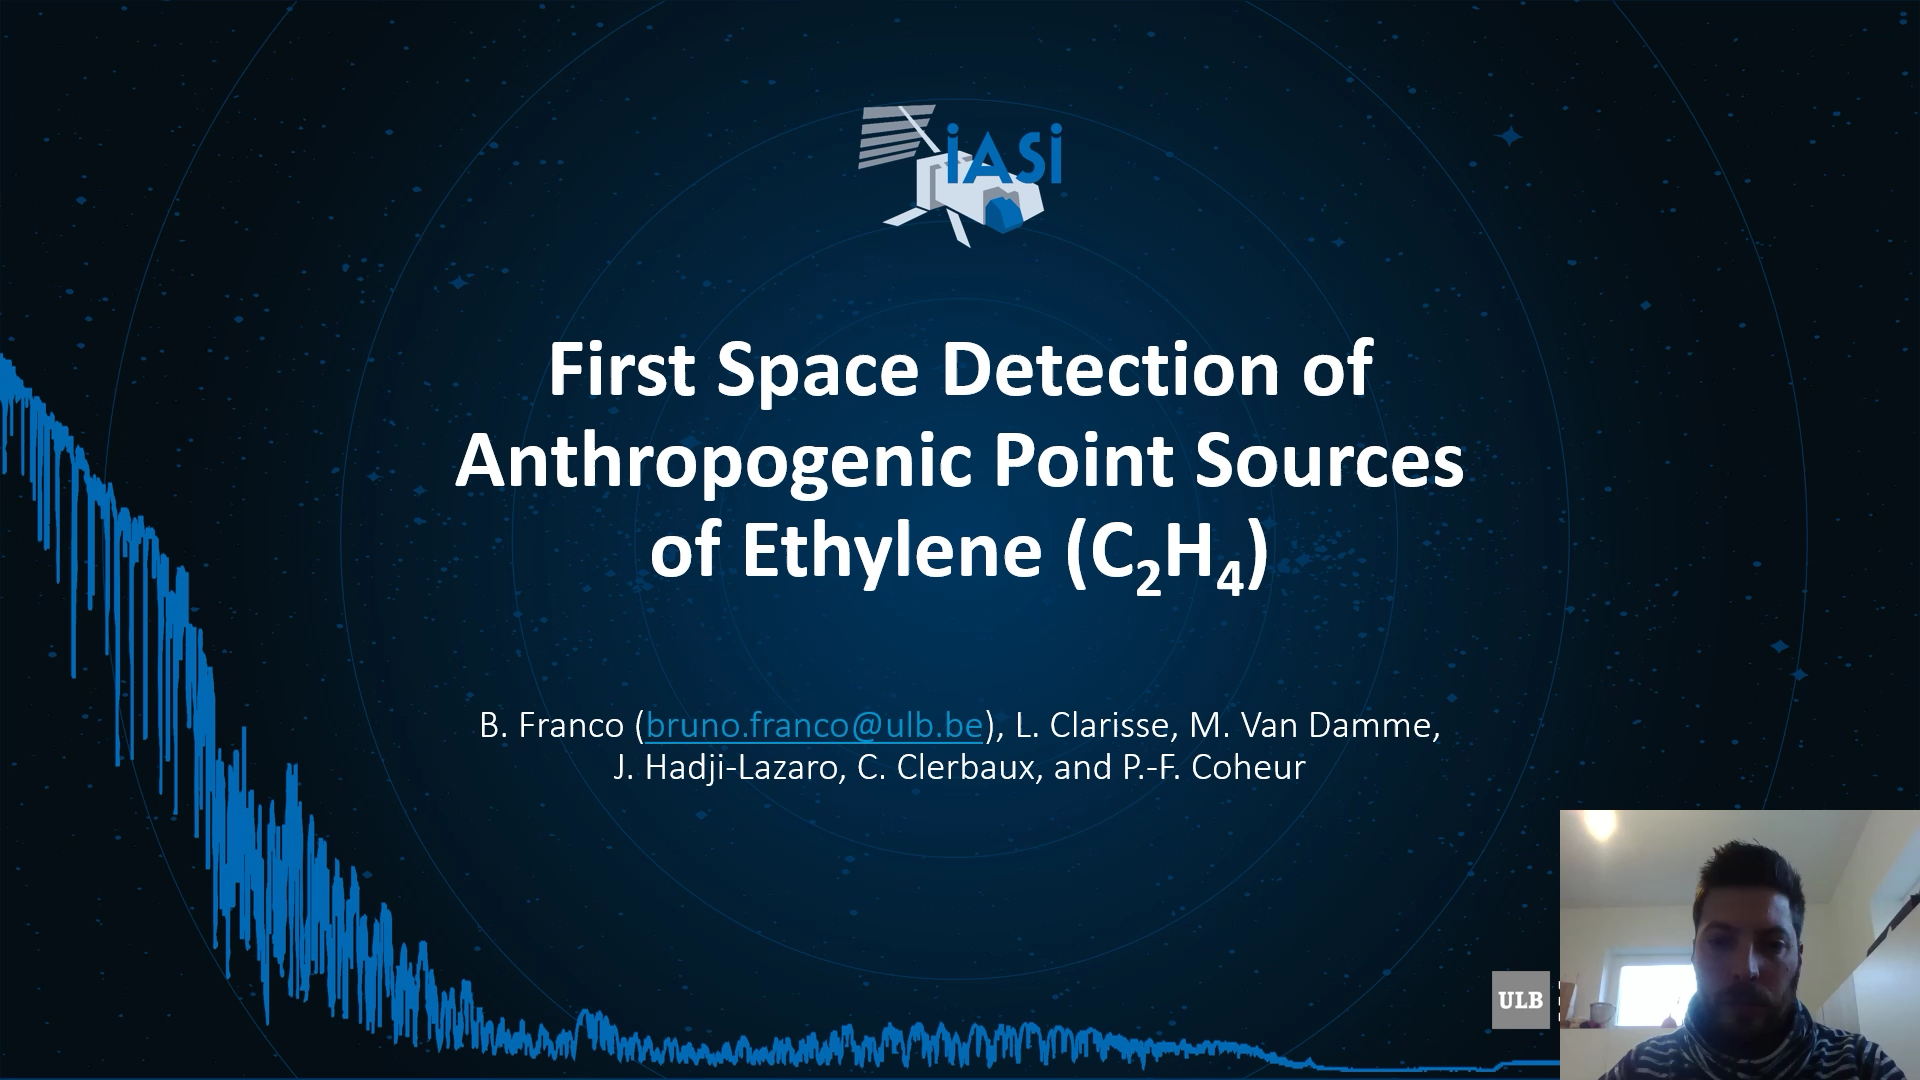 iASi
First Space Detection of
Anthropogenic Point Sources
of Ethylene (C₂H₄)
B. Franco (bruno.franco@ulb.be), L. Clarisse, M. Van Damme,
J. Hadji-Lazaro, C. Clerbaux, and P.-F. Coheur
ULB